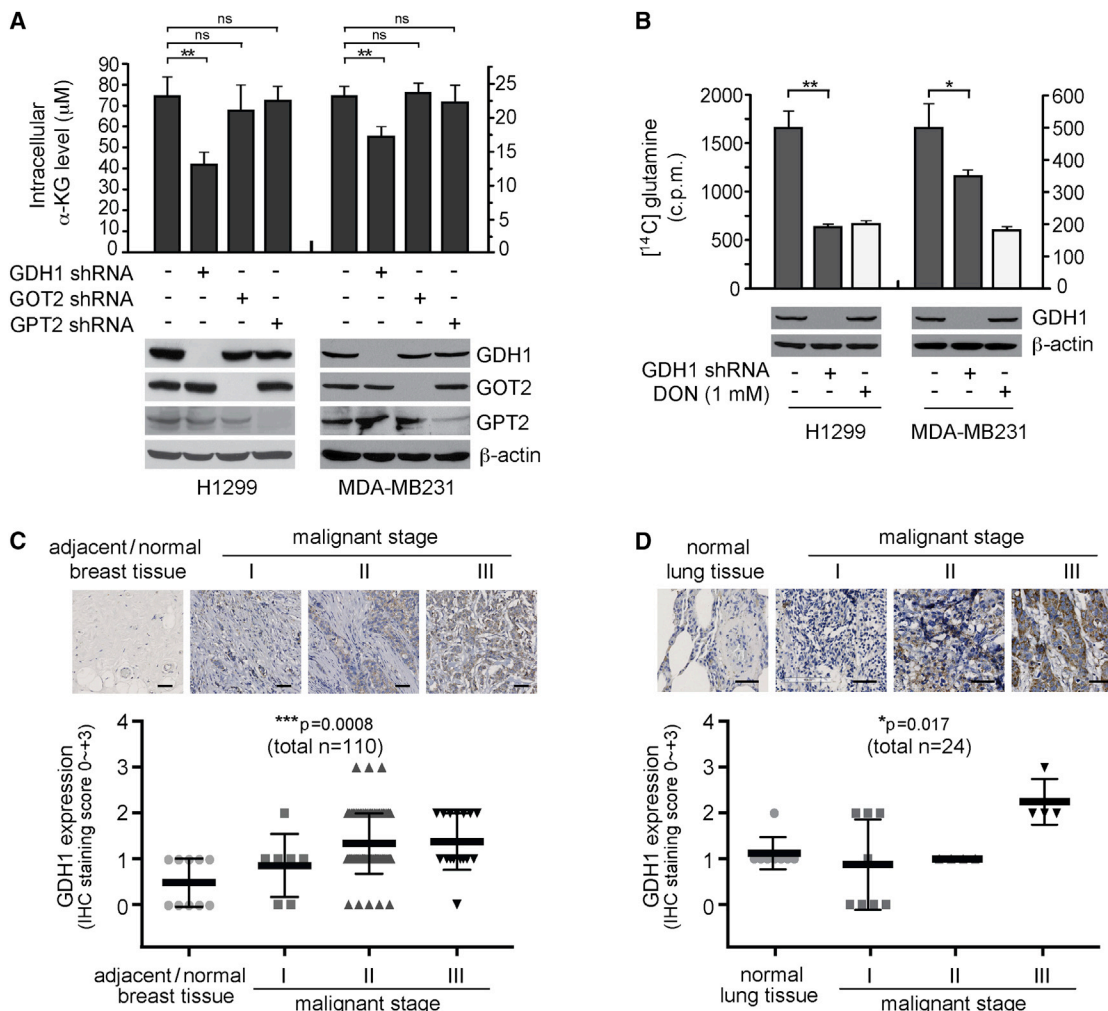 A
ns
ns
**
ns
ns
**
Intracellular
α-KG level (μM)
90
80
70
60
50
40
30
20
10
0
25
20
15
10
5
0
GDH1 shRNA - + - - - + - -
GOT2 shRNA - - + - - - + -
GPT2 shRNA - - - + - - - +
GDH1
GOT2
GPT2
β-actin
H1299 MDA-MB231
B
** *
[¹⁴C] glutamine
(c.p.m.)
2000
1750
1250
1000
500
0
600
500
400
300
200
100
0
GDH1
β-actin
GDH1 shRNA - + - - + -
DON (1 mM) - - + - - +
H1299 MDA-MB231
C
adjacent/normal
breast tissue
malignant stage
I II III
***p=0.0008
(total n=110)
GDH1 expression
(IHC staining score 0~+3)
4
3
2
1
0
adjacent/normal
breast tissue
I II III
malignant stage
D
normal
lung tissue
malignant stage
I II III
*p=0.017
(total n=24)
GDH1 expression
(IHC staining score 0~+3)
4
3
2
1
0
normal
lung tissue
I II III
malignant stage